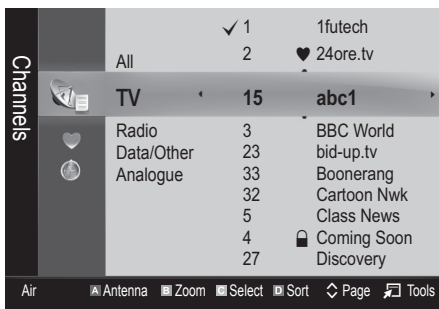 Channels
✓ 1 1futech
All 2 ♥ 24ore.tv
TV 15 abc1
Radio 3 BBC World
Data/Other 23 bid-up.tv
Analogue 33 Boonerang
32 Cartoon Nwk
5 Class News
4 Coming Soon
27 Discovery
Air A Antenna B Zoom C Select D Sort Page Tools